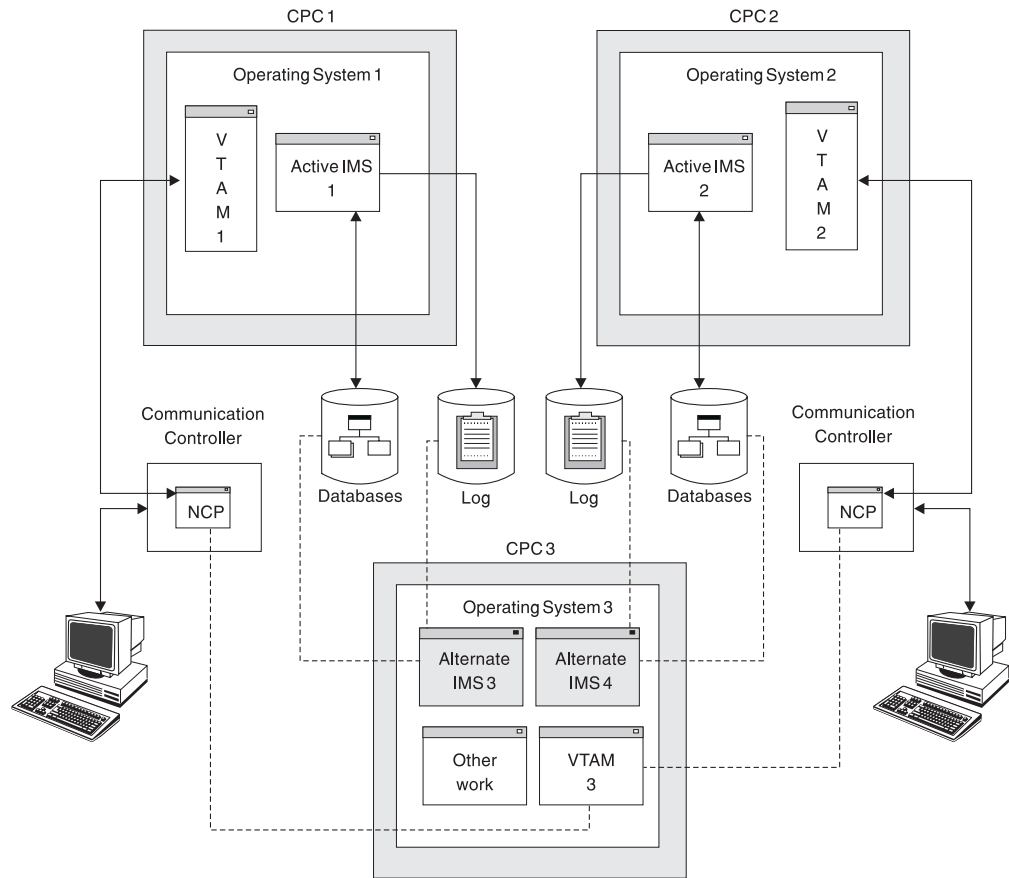 CPC 1
CPC 2
Operating System 1
Operating System 2
V
T
A
M
1
Active IMS
1
Active IMS
2
V
T
A
M
2
Communication
Controller
Communication
Controller
Databases
Log
Log
Databases
NCP
NCP
CPC 3
Operating System 3
Alternate
IMS 3
Alternate
IMS 4
Other
work
VTAM
3